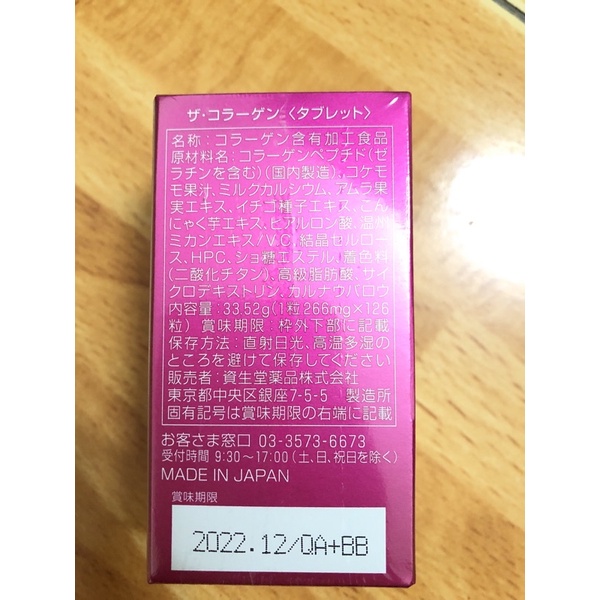 ザ・コラーゲン〈タブレット〉
名称：コラーゲン含有加工食品
原材料名：コラーゲンペプチド（ゼ
ラチンを含む）（国内製造）、コケモ
モ果汁、ミルクカルシウム、アムラ果
実エキス、イチゴ種子エキス、こん
にゃく芋エキス、ヒアルロン酸、温州
ミカンエキス／V.C、結晶セルロー
ス、HPC、ショ糖エステル、着色料
（二酸化チタン）、高級脂肪酸、サイ
クロデキストリン、カルナウバロウ
内容量：33.52g（1粒266mg×126
粒）賞味期限：枠外下部に記載
保存方法：直射日光、高温多湿の
ところを避けて保存してください
販売者：資生堂薬品株式会社
東京都中央区銀座7-5-5 製造所
固有記号は賞味期限の右端に記載
お客さま窓口 03-3573-6673
受付時間 9:30〜17:00（土、日、祝日を除く）
MADE IN JAPAN
賞味期限
2022.12/QA+BB